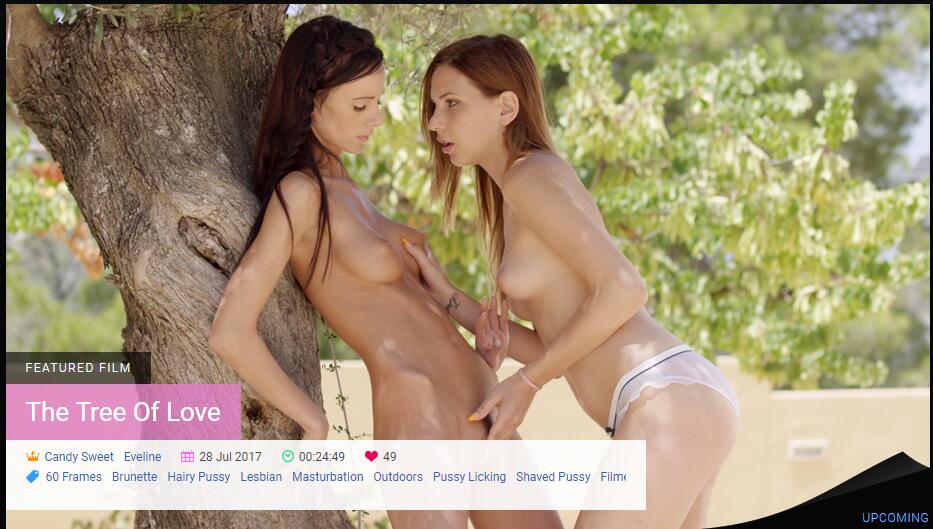 FEATURED FILM
The Tree Of Love
Candy Sweet Eveline 28 Jul 2017 00:24:49 49
60 Frames Brunette Hairy Pussy Lesbian Masturbation Outdoors Pussy Licking Shaved Pussy Filme
UPCOMING